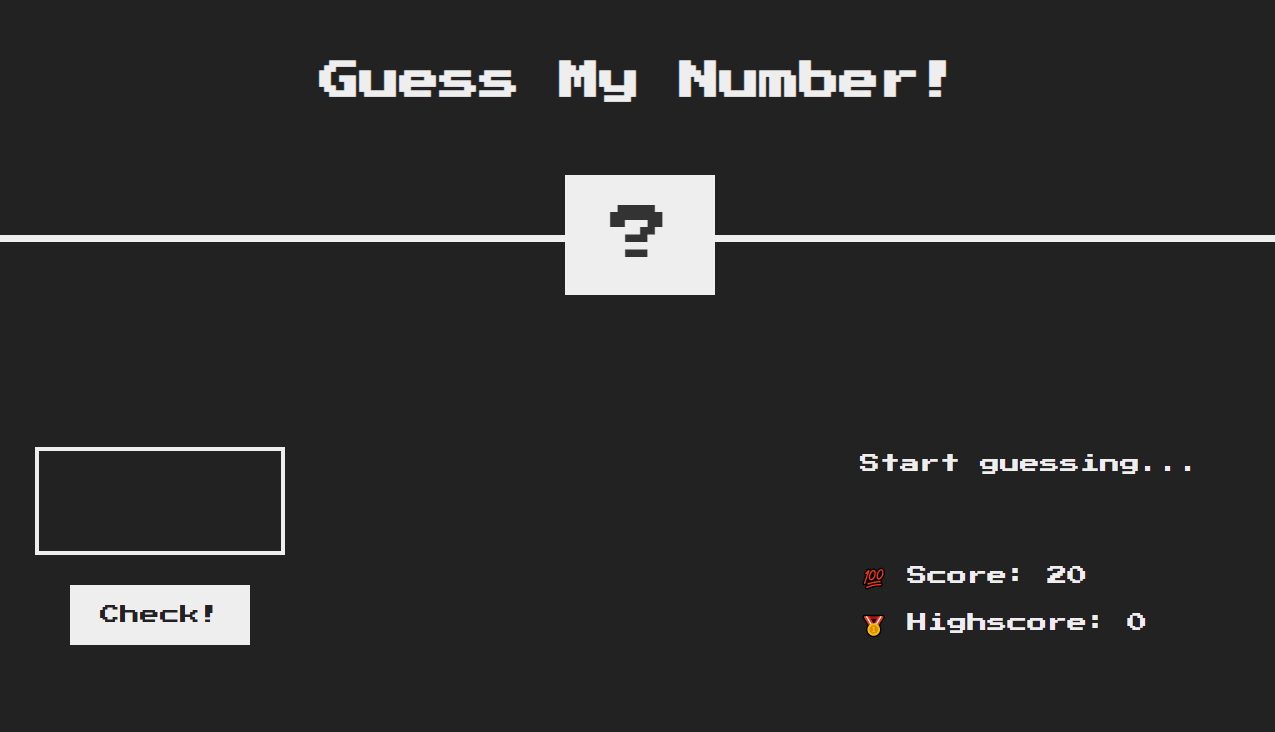 Guess My Number!
?
Start guessing...
Check!
💯 Score: 20
🥇 Highscore: 0